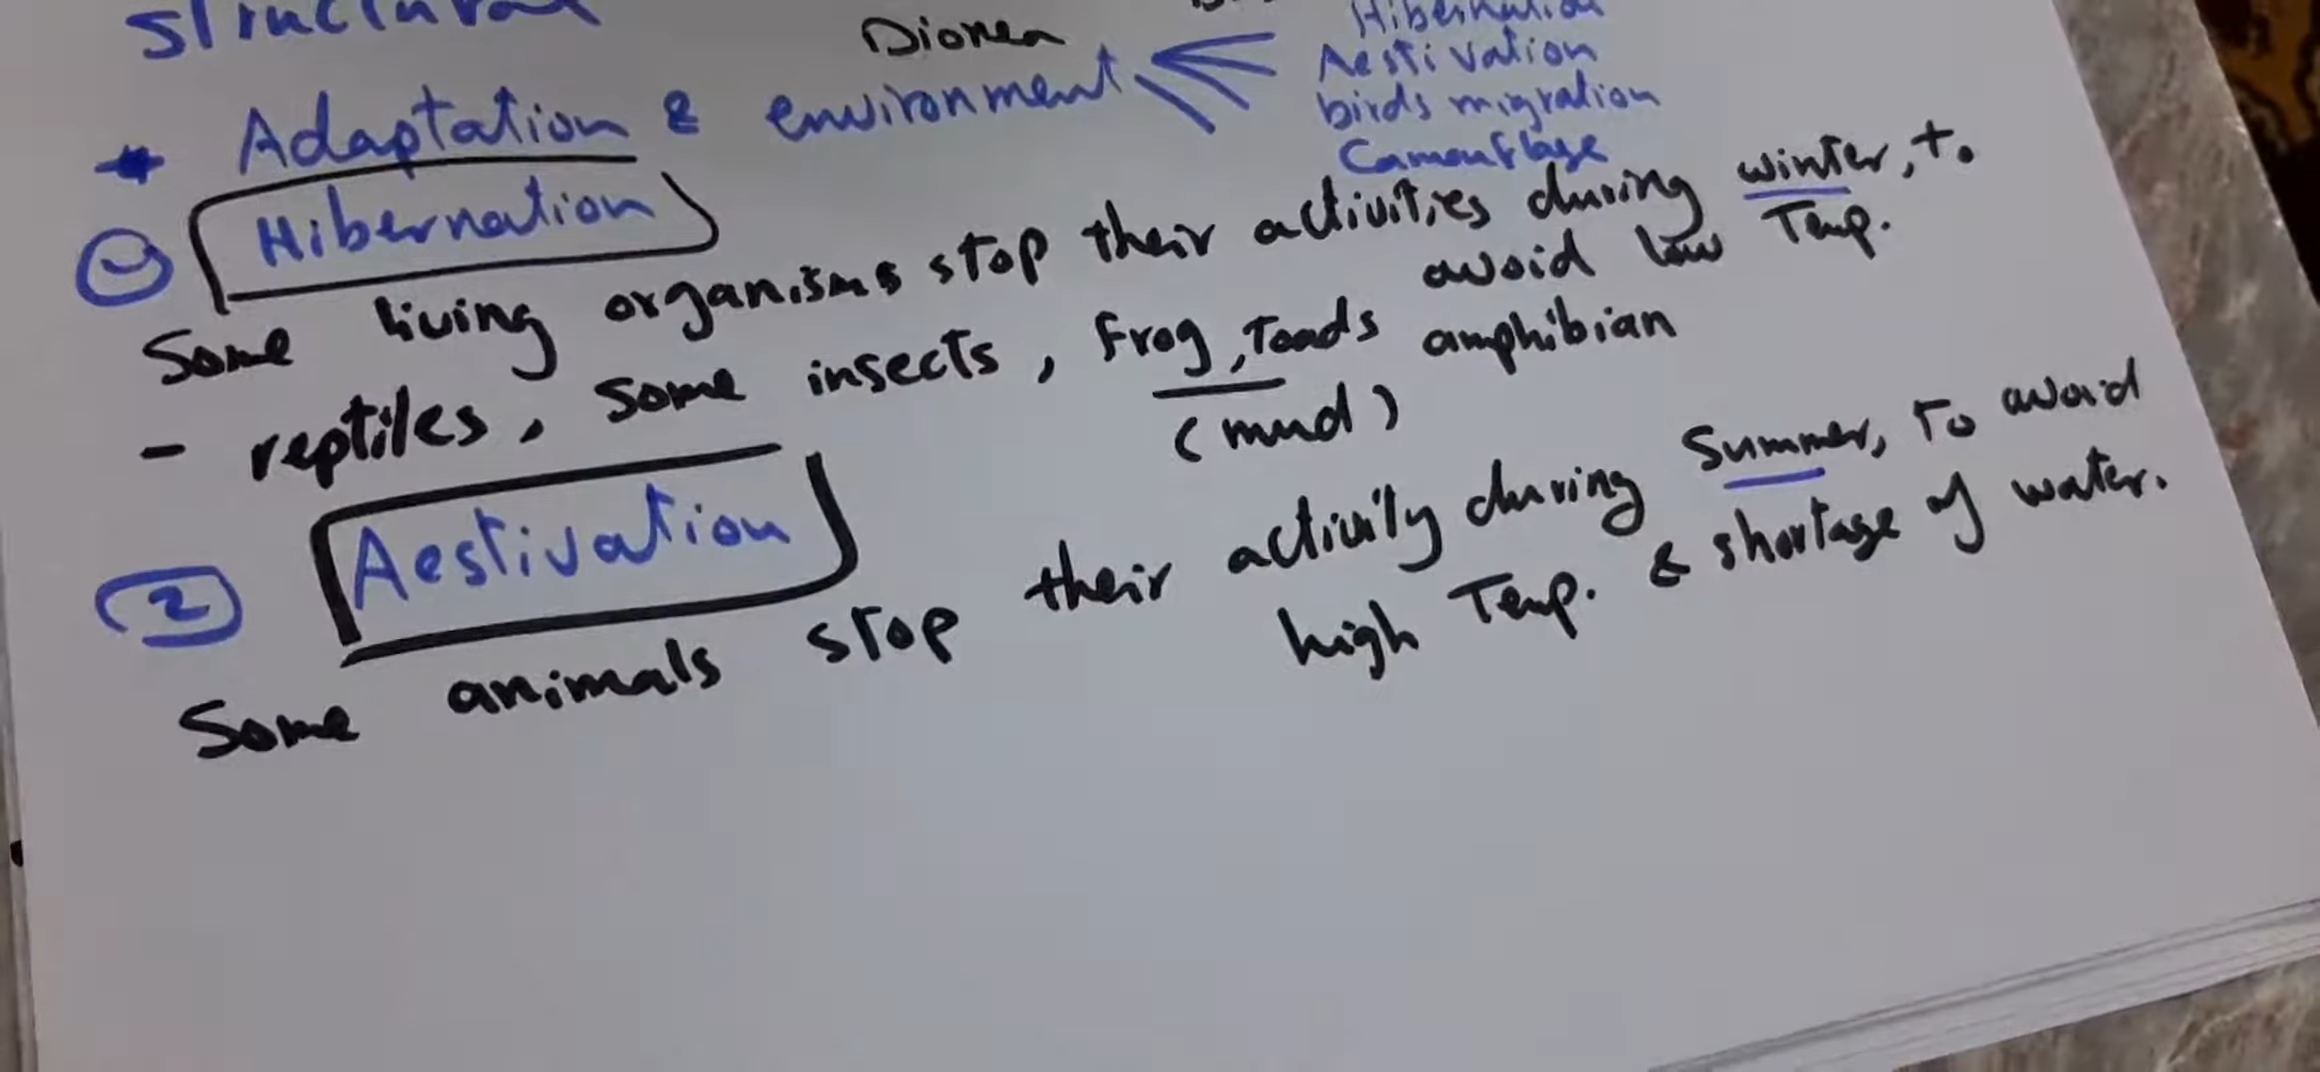 Structural
Dionea
Hibernation
* Adaptation & environment
Aestivation
birds migration
Camouflage
1 Hibernation
Some living organisms stop their activities during winter, to
avoid low Temp.
- reptiles, some insects, frog, Toads amphibian
(mud)
2 Aestivation
Some animals stop their activity during Summer, To avoid
high Temp. & shortage of water.